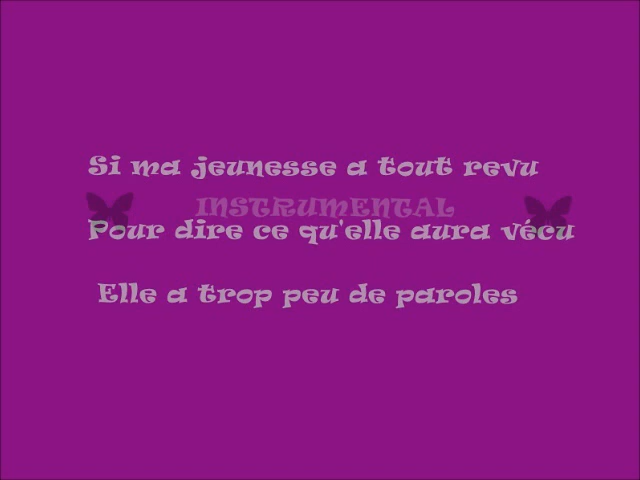 Si ma jeunesse a tout revu
INSTRUMENTAL
Pour dire ce qu'elle aura vécu
Elle a trop peu de paroles